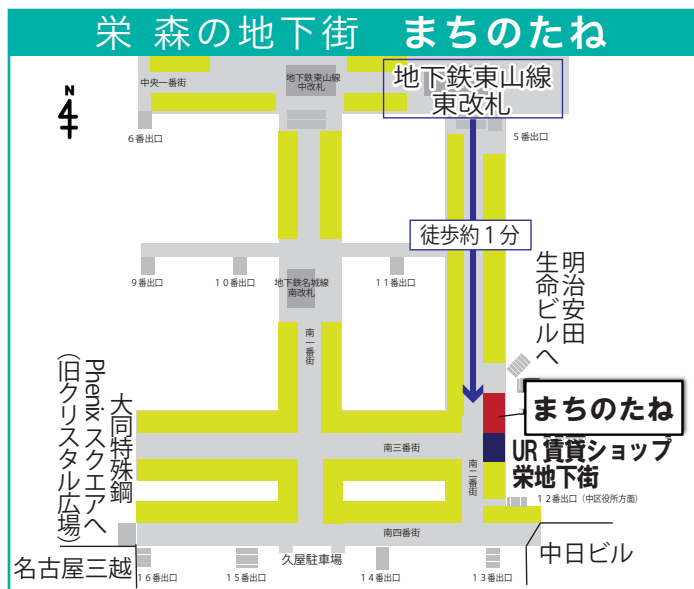 栄 森の地下街 まちのたね
中央一番街
地下鉄東山線
中改札
地下鉄東山線
東改札
N
6番出口
5番出口
徒歩約1分
明治安田
生命ビルへ
9番出口
10番出口
地下鉄名城線
南改札
11番出口
南一番街
大同特殊鋼
Phenixスクエアへ
(旧クリスタル広場)
まちのたね
UR賃貸ショップ
栄地下街
南三番街
南二番街
12番出口(中区役所方面)
南四番街
名古屋三越
久屋駐車場
中日ビル
16番出口
15番出口
14番出口
13番出口